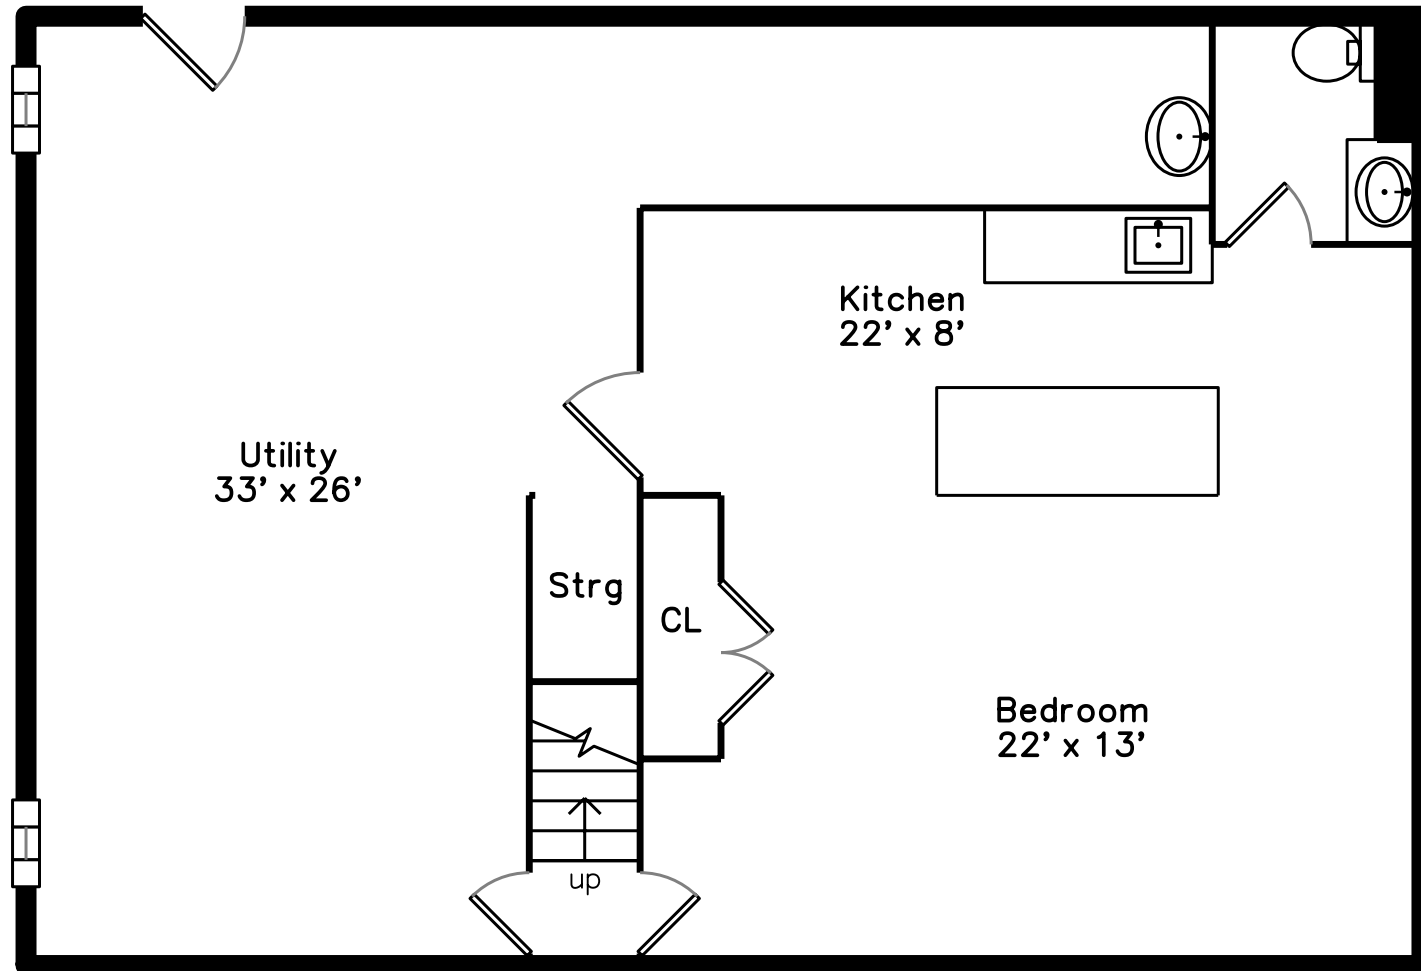 Kitchen
22’ x 8’
Utility
33’ x 26’
Strg
CL
Bedroom
22’ x 13’
up